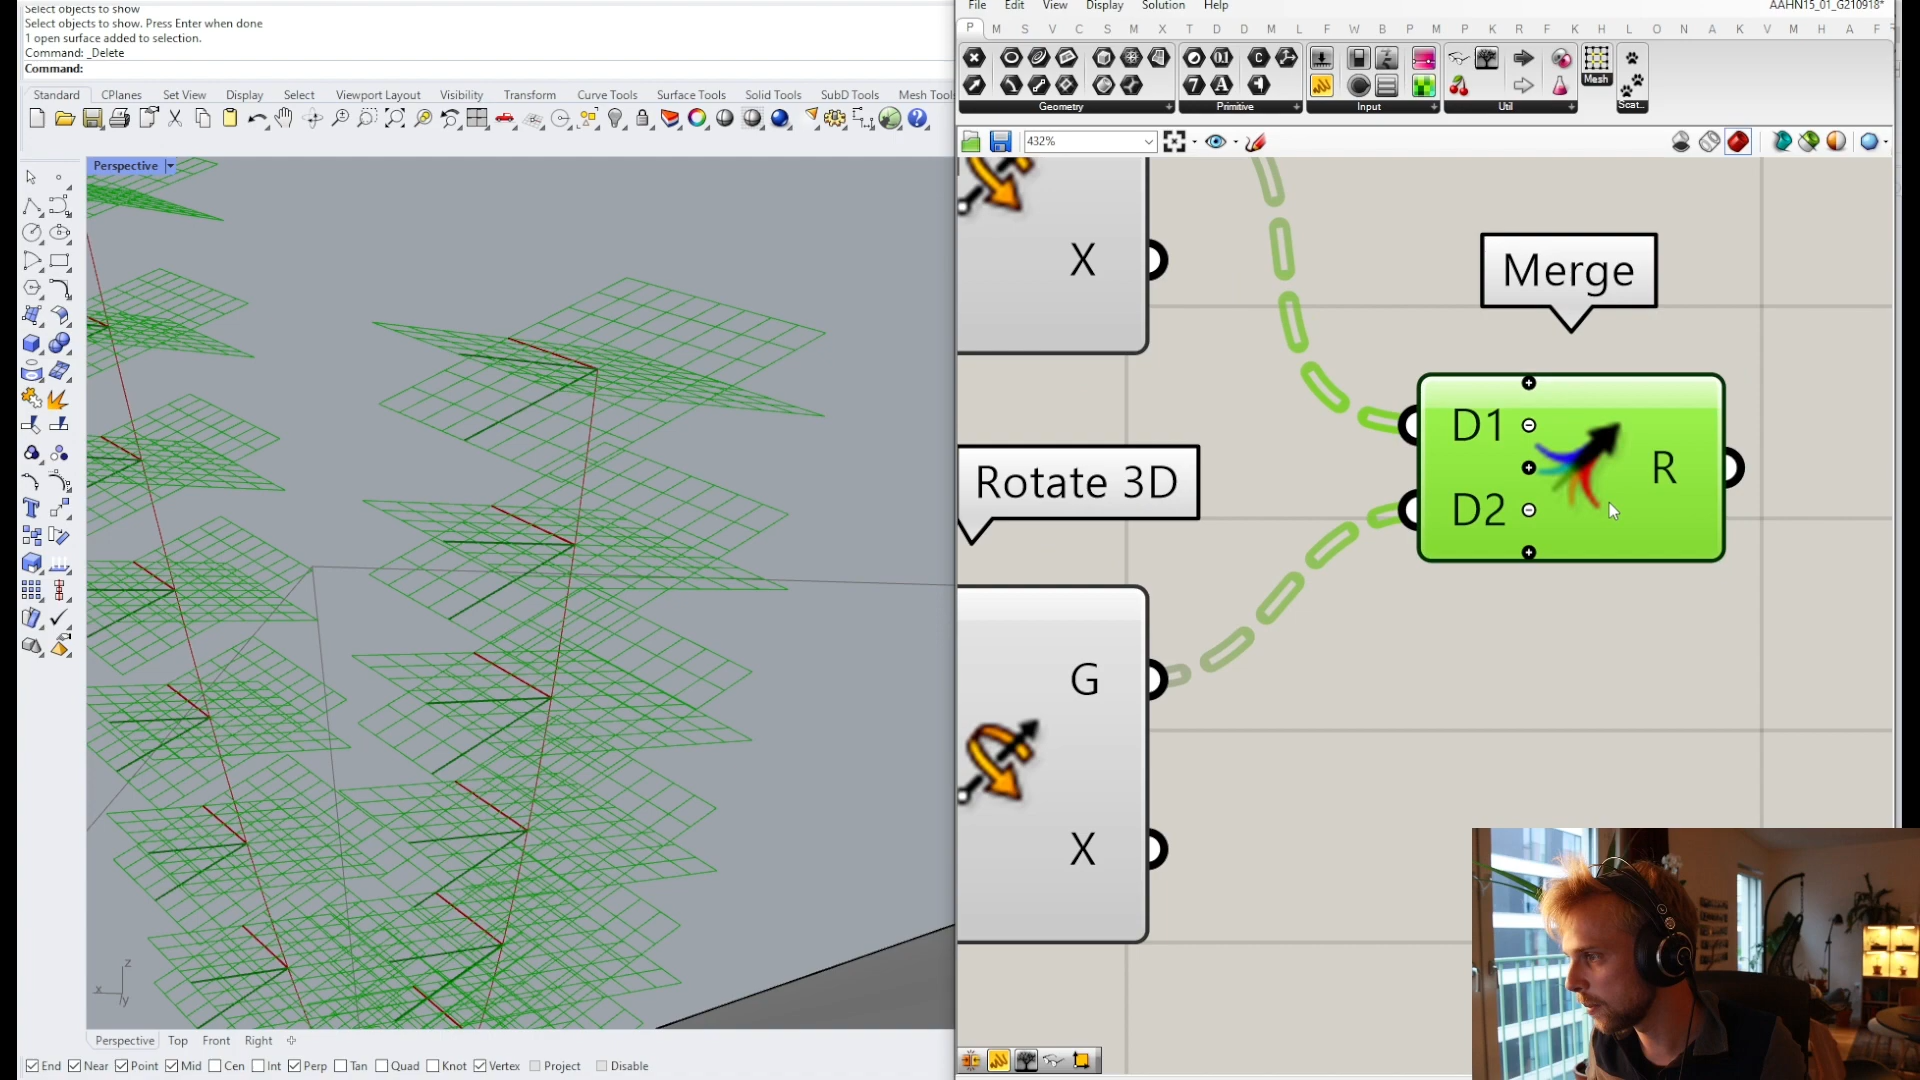 Select objects to show
Select objects to show. Press Enter when done
1 open surface added to selection.
Command: _Delete
Command:
Standard CPlanes Set View Display Select Viewport Layout Visibility Transform Curve Tools Surface Tools Solid Tools SubD Tools Mesh Tool
Perspective
z
x
y
Perspective Top Front Right
End Near Point Mid Cen Int Perp Tan Quad Knot Vertex Project Disable
File Edit View Display Solution Help
AAHN15_01_G210918*
P M S V C S M X T D D M L F W B P M P K R F J K H L O N A K V M H A F
Geometry Primitive Input Util
Mesh
Scat..
432%
X
Merge
D1
D2
R
Rotate 3D
G
X